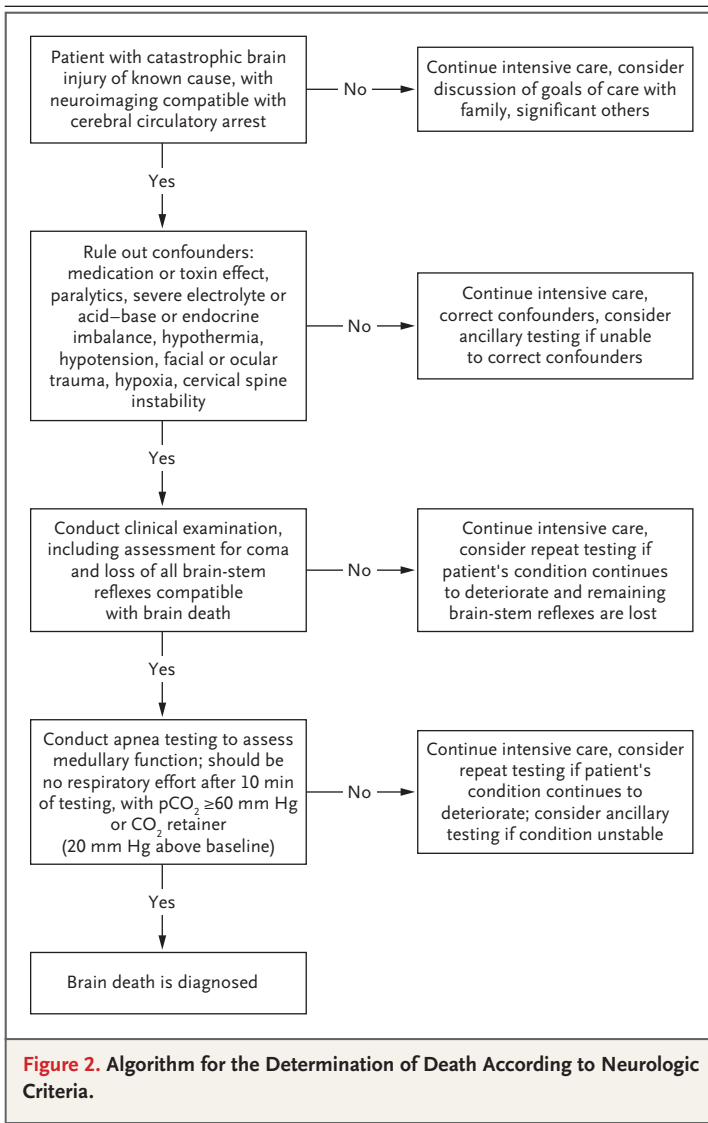 Patient with catastrophic brain
injury of known cause, with
neuroimaging compatible with
cerebral circulatory arrest
No
Continue intensive care, consider
discussion of goals of care with
family, significant others
Yes
Rule out confounders:
medication or toxin effect,
paralytics, severe electrolyte or
acid–base or endocrine
imbalance, hypothermia,
hypotension, facial or ocular
trauma, hypoxia, cervical spine
instability
No
Continue intensive care,
correct confounders, consider
ancillary testing if unable
to correct confounders
Yes
Conduct clinical examination,
including assessment for coma
and loss of all brain-stem
reflexes compatible
with brain death
No
Continue intensive care,
consider repeat testing if
patient's condition continues
to deteriorate and remaining
brain-stem reflexes are lost
Yes
Conduct apnea testing to assess
medullary function; should be
no respiratory effort after 10 min
of testing, with pCO₂ ≥60 mm Hg
or CO₂ retainer
(20 mm Hg above baseline)
No
Continue intensive care, consider
repeat testing if patient's
condition continues to
deteriorate; consider ancillary
testing if condition unstable
Yes
Brain death is diagnosed
Figure 2. Algorithm for the Determination of Death According to Neurologic
Criteria.